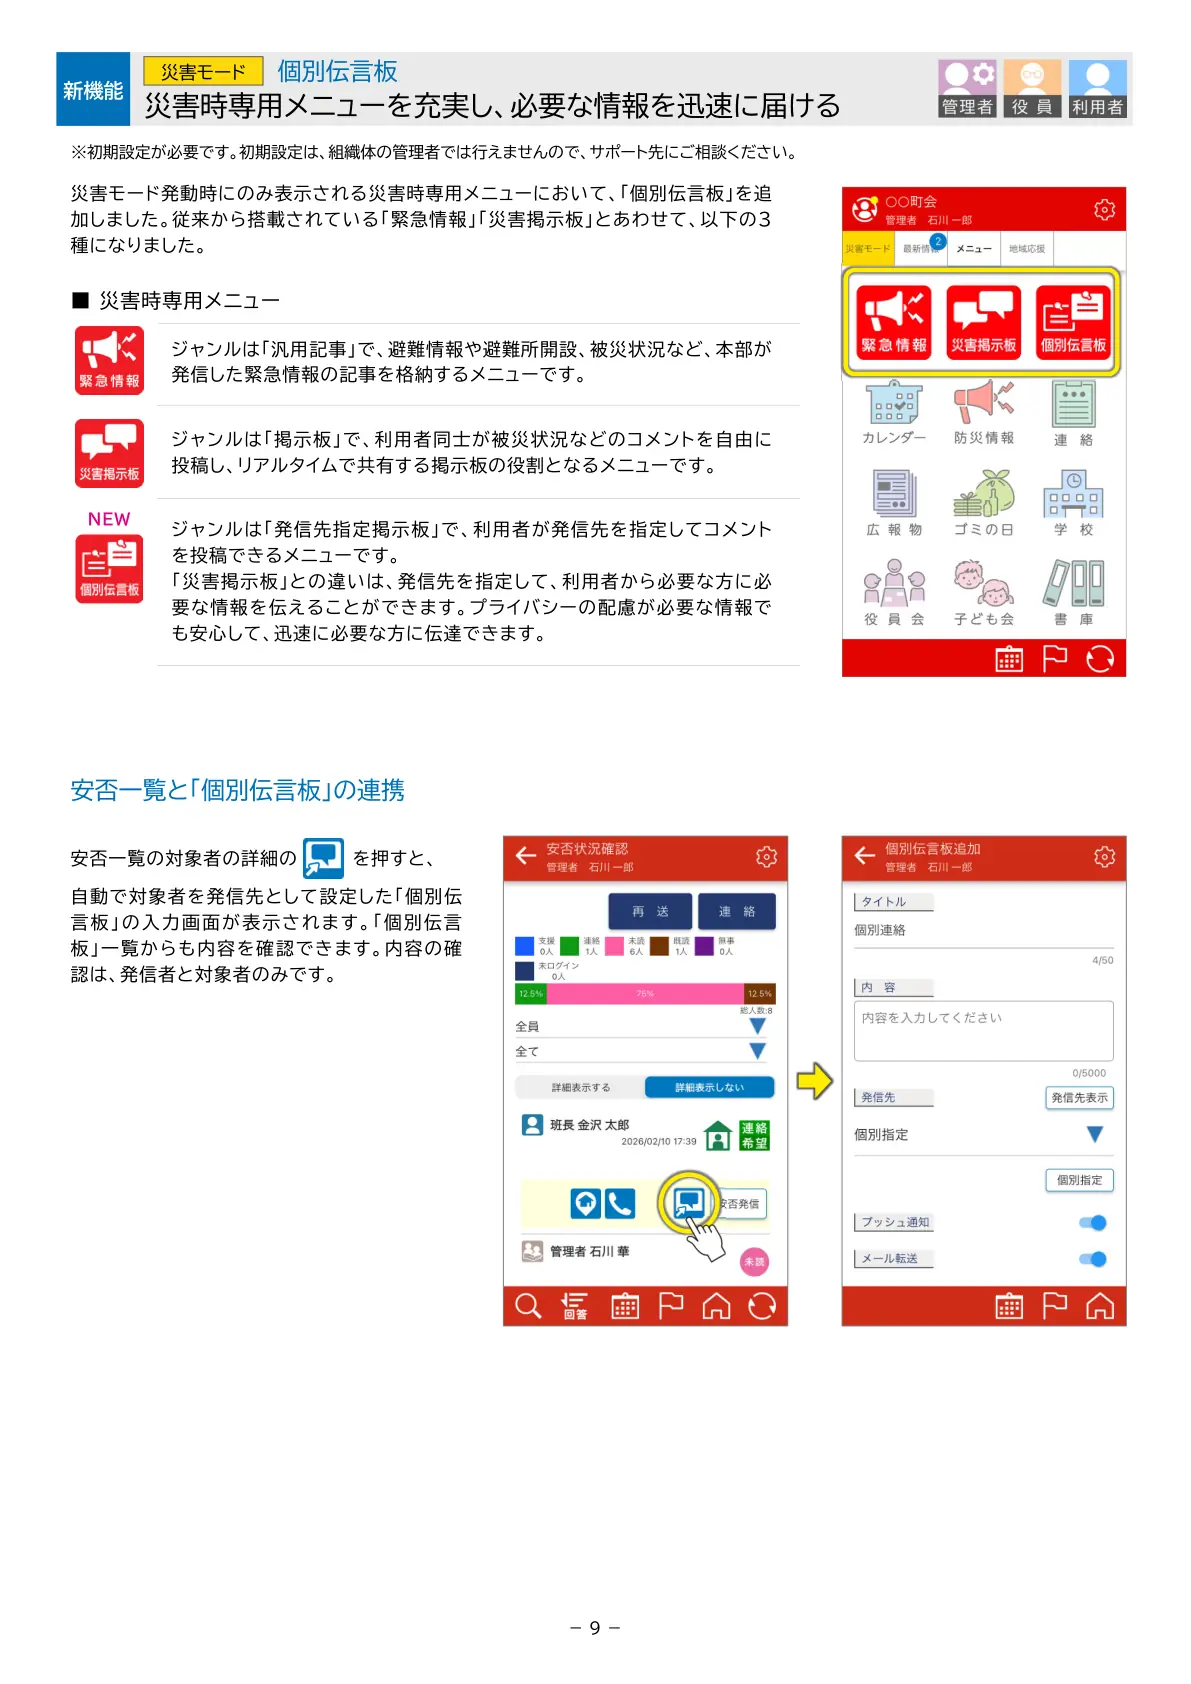 新機能
災害モード 個別伝言板
災害時専用メニューを充実し、必要な情報を迅速に届ける
管理者 役員 利用者
※初期設定が必要です。初期設定は、組織体の管理者では行えませんので、サポート先にご相談ください。
災害モード発動時にのみ表示される災害時専用メニューにおいて、「個別伝言板」を追
加しました。従来から搭載されている「緊急情報」「災害掲示板」とあわせて、以下の3
種になりました。
■ 災害時専用メニュー
緊急情報
ジャンルは「汎用記事」で、避難情報や避難所開設、被災状況など、本部が
発信した緊急情報の記事を格納するメニューです。
災害掲示板
ジャンルは「掲示板」で、利用者同士が被災状況などのコメントを自由に
投稿し、リアルタイムで共有する掲示板の役割となるメニューです。
NEW
個別伝言板
ジャンルは「発信先指定掲示板」で、利用者が発信先を指定してコメント
を投稿できるメニューです。
「災害掲示板」との違いは、発信先を指定して、利用者から必要な方に必
要な情報を伝えることができます。プライバシーの配慮が必要な情報で
も安心して、迅速に必要な方に伝達できます。
〇〇町会
管理者 石川 一郎
災害モード 最新情報 2 メニュー 地域応援
緊急情報 災害掲示板 個別伝言板
カレンダー 防災情報 連絡
広報物 ゴミの日 学校
役員会 子ども会 書庫
安否一覧と「個別伝言板」の連携
安否一覧の対象者の詳細の を押すと、
自動で対象者を発信先として設定した「個別伝
言板」の入力画面が表示されます。「個別伝言
板」一覧からも内容を確認できます。内容の確
認は、発信者と対象者のみです。
安否状況確認
管理者 石川 一郎
再送 連絡
支援 0人 連絡 1人 未読 6人 既読 1人 無事 0人
未ログイン 0人
12.5% 75% 12.5%
総人数:8
全員
全て
詳細表示する 詳細表示しない
班長 金沢 太郎
2026/02/10 17:39
連絡希望
安否発信
管理者 石川 華
未読
回答
個別伝言板追加
管理者 石川 一郎
タイトル
個別連絡
4/50
内容
内容を入力してください
0/5000
発信先 発信先表示
個別指定
個別指定
プッシュ通知
メール転送
– 9 –